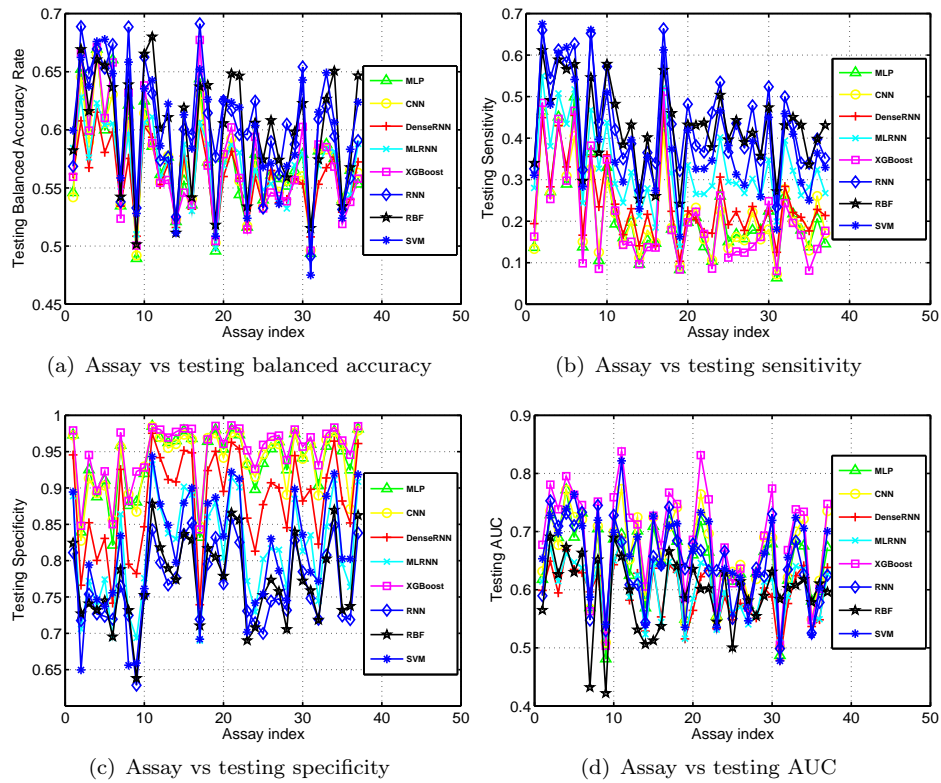 0.7
0.65
0.6
0.55
0.5
0.45
0
10
20
30
40
50
Testing Balanced Accuracy Rate
Assay index
MLP
CNN
DenseRNN
MLRNN
XGBoost
RNN
RBF
SVM
(a) Assay vs testing balanced accuracy
0.7
0.6
0.5
0.4
0.3
0.2
0.1
0
0
10
20
30
40
50
Testing Sensitivity
Assay index
MLP
CNN
DenseRNN
MLRNN
XGBoost
RNN
RBF
SVM
(b) Assay vs testing sensitivity
1
0.95
0.9
0.85
0.8
0.75
0.7
0.65
0
10
20
30
40
50
Testing Specificity
Assay index
MLP
CNN
DenseRNN
MLRNN
XGBoost
RNN
RBF
SVM
(c) Assay vs testing specificity
0.9
0.8
0.7
0.6
0.5
0.4
0
10
20
30
40
50
Testing AUC
Assay index
MLP
CNN
DenseRNN
MLRNN
XGBoost
RNN
RBF
SVM
(d) Assay vs testing AUC